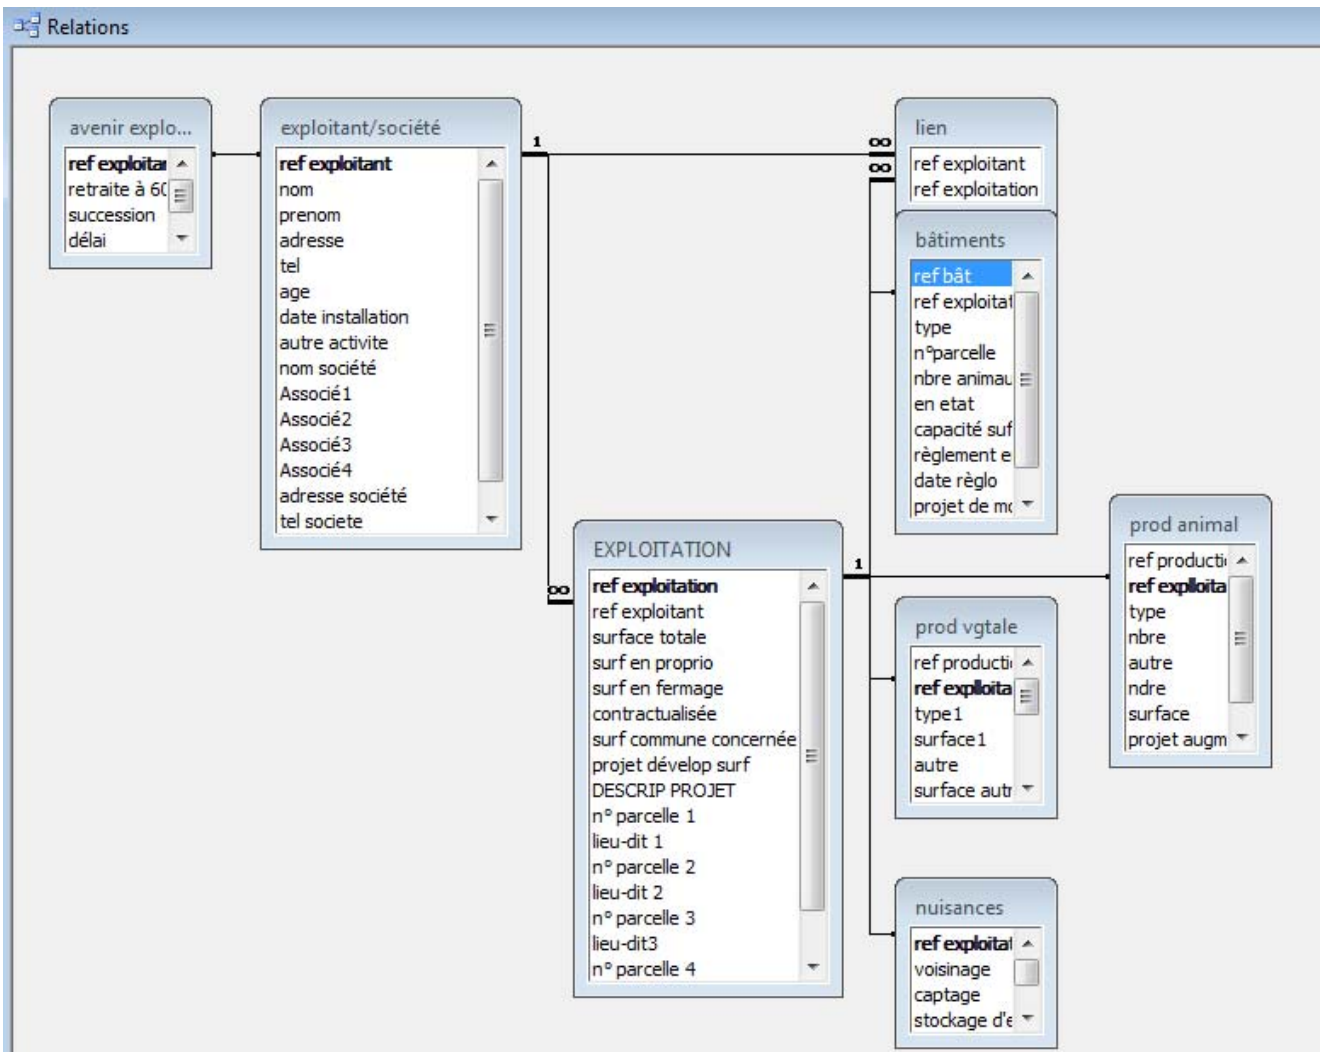 Relations
avenir explo...
ref exploitar
retraite à 60
succession
délai
exploitant/société
ref exploitant
nom
prenom
adresse
tel
age
date installation
autre activite
nom société
Associé1
Associé2
Associé3
Associé4
adresse société
tel societe
1
∞
∞
∞
lien
ref exploitant
ref exploitation
bâtiments
ref bât
ref exploitat
type
n°parcelle
nbre animau
en etat
capacité suf
règlement e
date règlo
projet de mo
EXPLOITATION
ref exploitation
ref exploitant
surface totale
surf en proprio
surf en fermage
contractualisée
surf commune concernée
projet dévelop surf
DESCRIP PROJET
n° parcelle 1
lieu-dit 1
n° parcelle 2
lieu-dit 2
n° parcelle 3
lieu-dit3
n° parcelle 4
1
prod animal
ref producti
ref explloita
type
nbre
autre
ndre
surface
projet augm
prod vgtale
ref producti
ref explloita
type1
surface1
autre
surface autr
nuisances
ref exploitat
voisinage
captage
stockage d'e